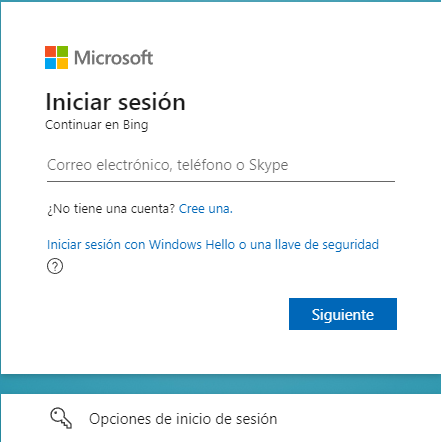 Microsoft
Iniciar sesión
Continuar en Bing
Correo electrónico, teléfono o Skype
¿No tiene una cuenta? Cree una.
Iniciar sesión con Windows Hello o una llave de seguridad
?
Siguiente
Opciones de inicio de sesión